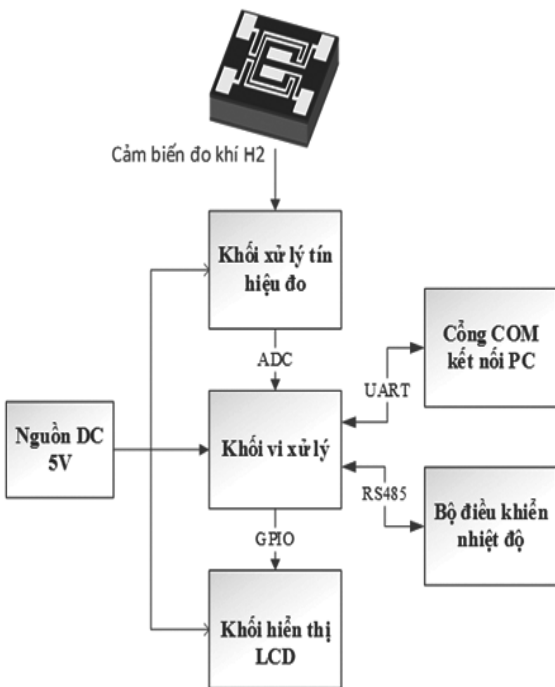 Cảm biến đo khí H2
Khối xử lý tín
hiệu đo
ADC
Cổng COM
kết nối PC
UART
Nguồn DC
5V
Khối vi xử lý
RS485
Bộ điều khiển
nhiệt độ
GPIO
Khối hiển thị
LCD